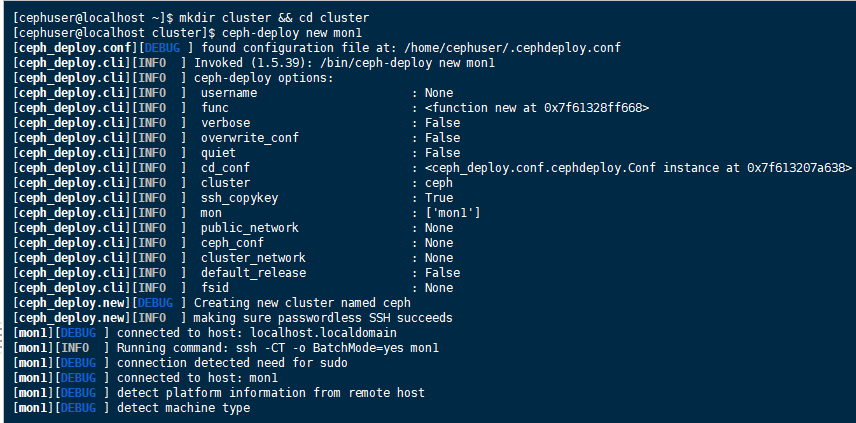 [cephuser@localhost ~]$ mkdir cluster && cd cluster
[cephuser@localhost cluster]$ ceph-deploy new mon1
[ceph_deploy.conf][DEBUG ] found configuration file at: /home/cephuser/.cephdeploy.conf
[ceph_deploy.cli][INFO  ] Invoked (1.5.39): /bin/ceph-deploy new mon1
[ceph_deploy.cli][INFO  ] ceph-deploy options:
[ceph_deploy.cli][INFO  ]  username                      : None
[ceph_deploy.cli][INFO  ]  func                          : <function new at 0x7f61328ff668>
[ceph_deploy.cli][INFO  ]  verbose                       : False
[ceph_deploy.cli][INFO  ]  overwrite_conf                : False
[ceph_deploy.cli][INFO  ]  quiet                         : False
[ceph_deploy.cli][INFO  ]  cd_conf                       : <ceph_deploy.conf.cephdeploy.Conf instance at 0x7f613207a638>
[ceph_deploy.cli][INFO  ]  cluster                       : ceph
[ceph_deploy.cli][INFO  ]  ssh_copykey                   : True
[ceph_deploy.cli][INFO  ]  mon                           : ['mon1']
[ceph_deploy.cli][INFO  ]  public_network                : None
[ceph_deploy.cli][INFO  ]  ceph_conf                     : None
[ceph_deploy.cli][INFO  ]  cluster_network               : None
[ceph_deploy.cli][INFO  ]  default_release               : False
[ceph_deploy.cli][INFO  ]  fsid                          : None
[ceph_deploy.new][DEBUG ] Creating new cluster named ceph
[ceph_deploy.new][INFO  ] making sure passwordless SSH succeeds
[mon1][DEBUG ] connected to host: localhost.localdomain
[mon1][INFO  ] Running command: ssh -CT -o BatchMode=yes mon1
[mon1][DEBUG ] connection detected need for sudo
[mon1][DEBUG ] connected to host: mon1
[mon1][DEBUG ] detect platform information from remote host
[mon1][DEBUG ] detect machine type